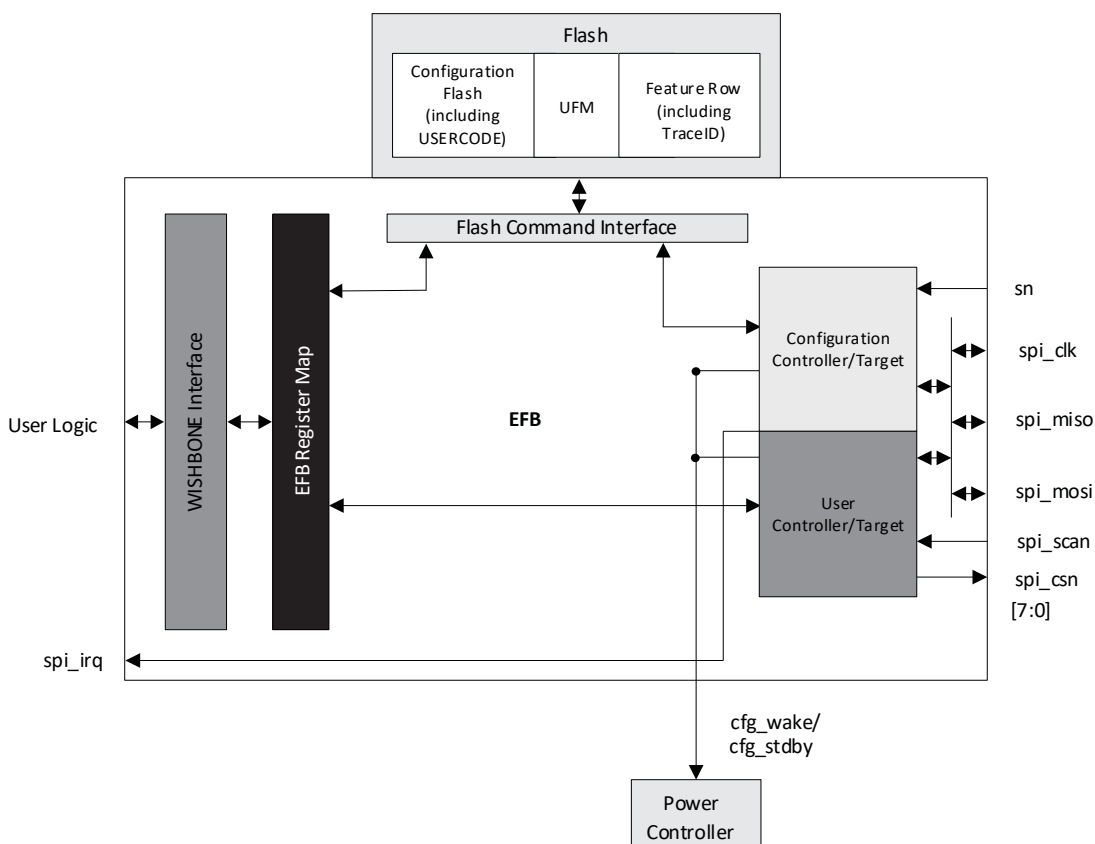 Flash
Configuration
Flash
(including
USERCODE)
UFM
Feature Row
(including
TraceID)
Flash Command Interface
WISHBONE Interface
EFB Register Map
EFB
User Logic
Configuration
Controller/Target
User
Controller/Target
sn
spi_clk
spi_miso
spi_mosi
spi_scan
spi_csn
[7:0]
spi_irq
cfg_wake/
cfg_stdby
Power
Controller